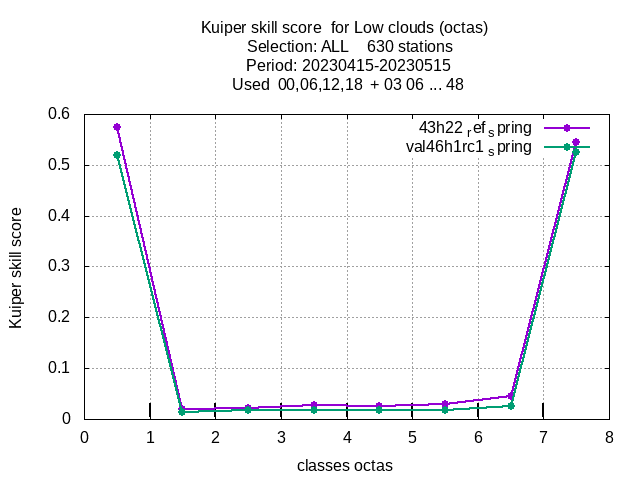 Kuiper skill score  for Low clouds (octas)
Selection: ALL    630 stations
Period: 20230415-20230515
Used  00,06,12,18  + 03 06 ... 48
43h22 refspring
val46h1rc1 spring
Kuiper skill score
0.6
0.5
0.4
0.3
0.2
0.1
0
0 1 2 3 4 5 6 7 8
classes octas